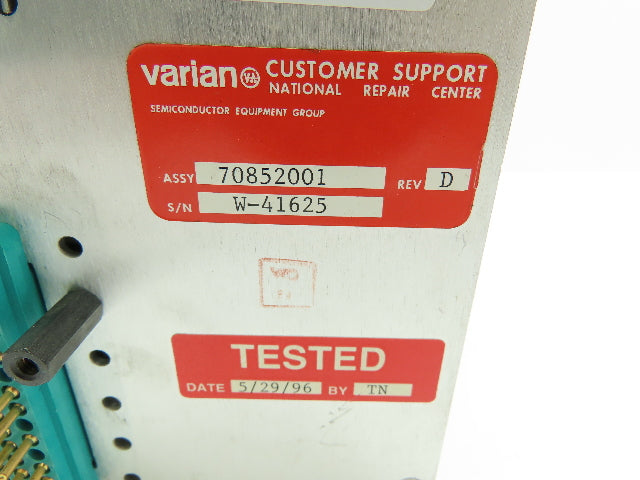 varian CUSTOMER SUPPORT
NATIONAL REPAIR CENTER
SEMICONDUCTOR EQUIPMENT GROUP
ASSY 70852001 REV D
S/N W-41625
TESTED
DATE 5/29/96 BY TN